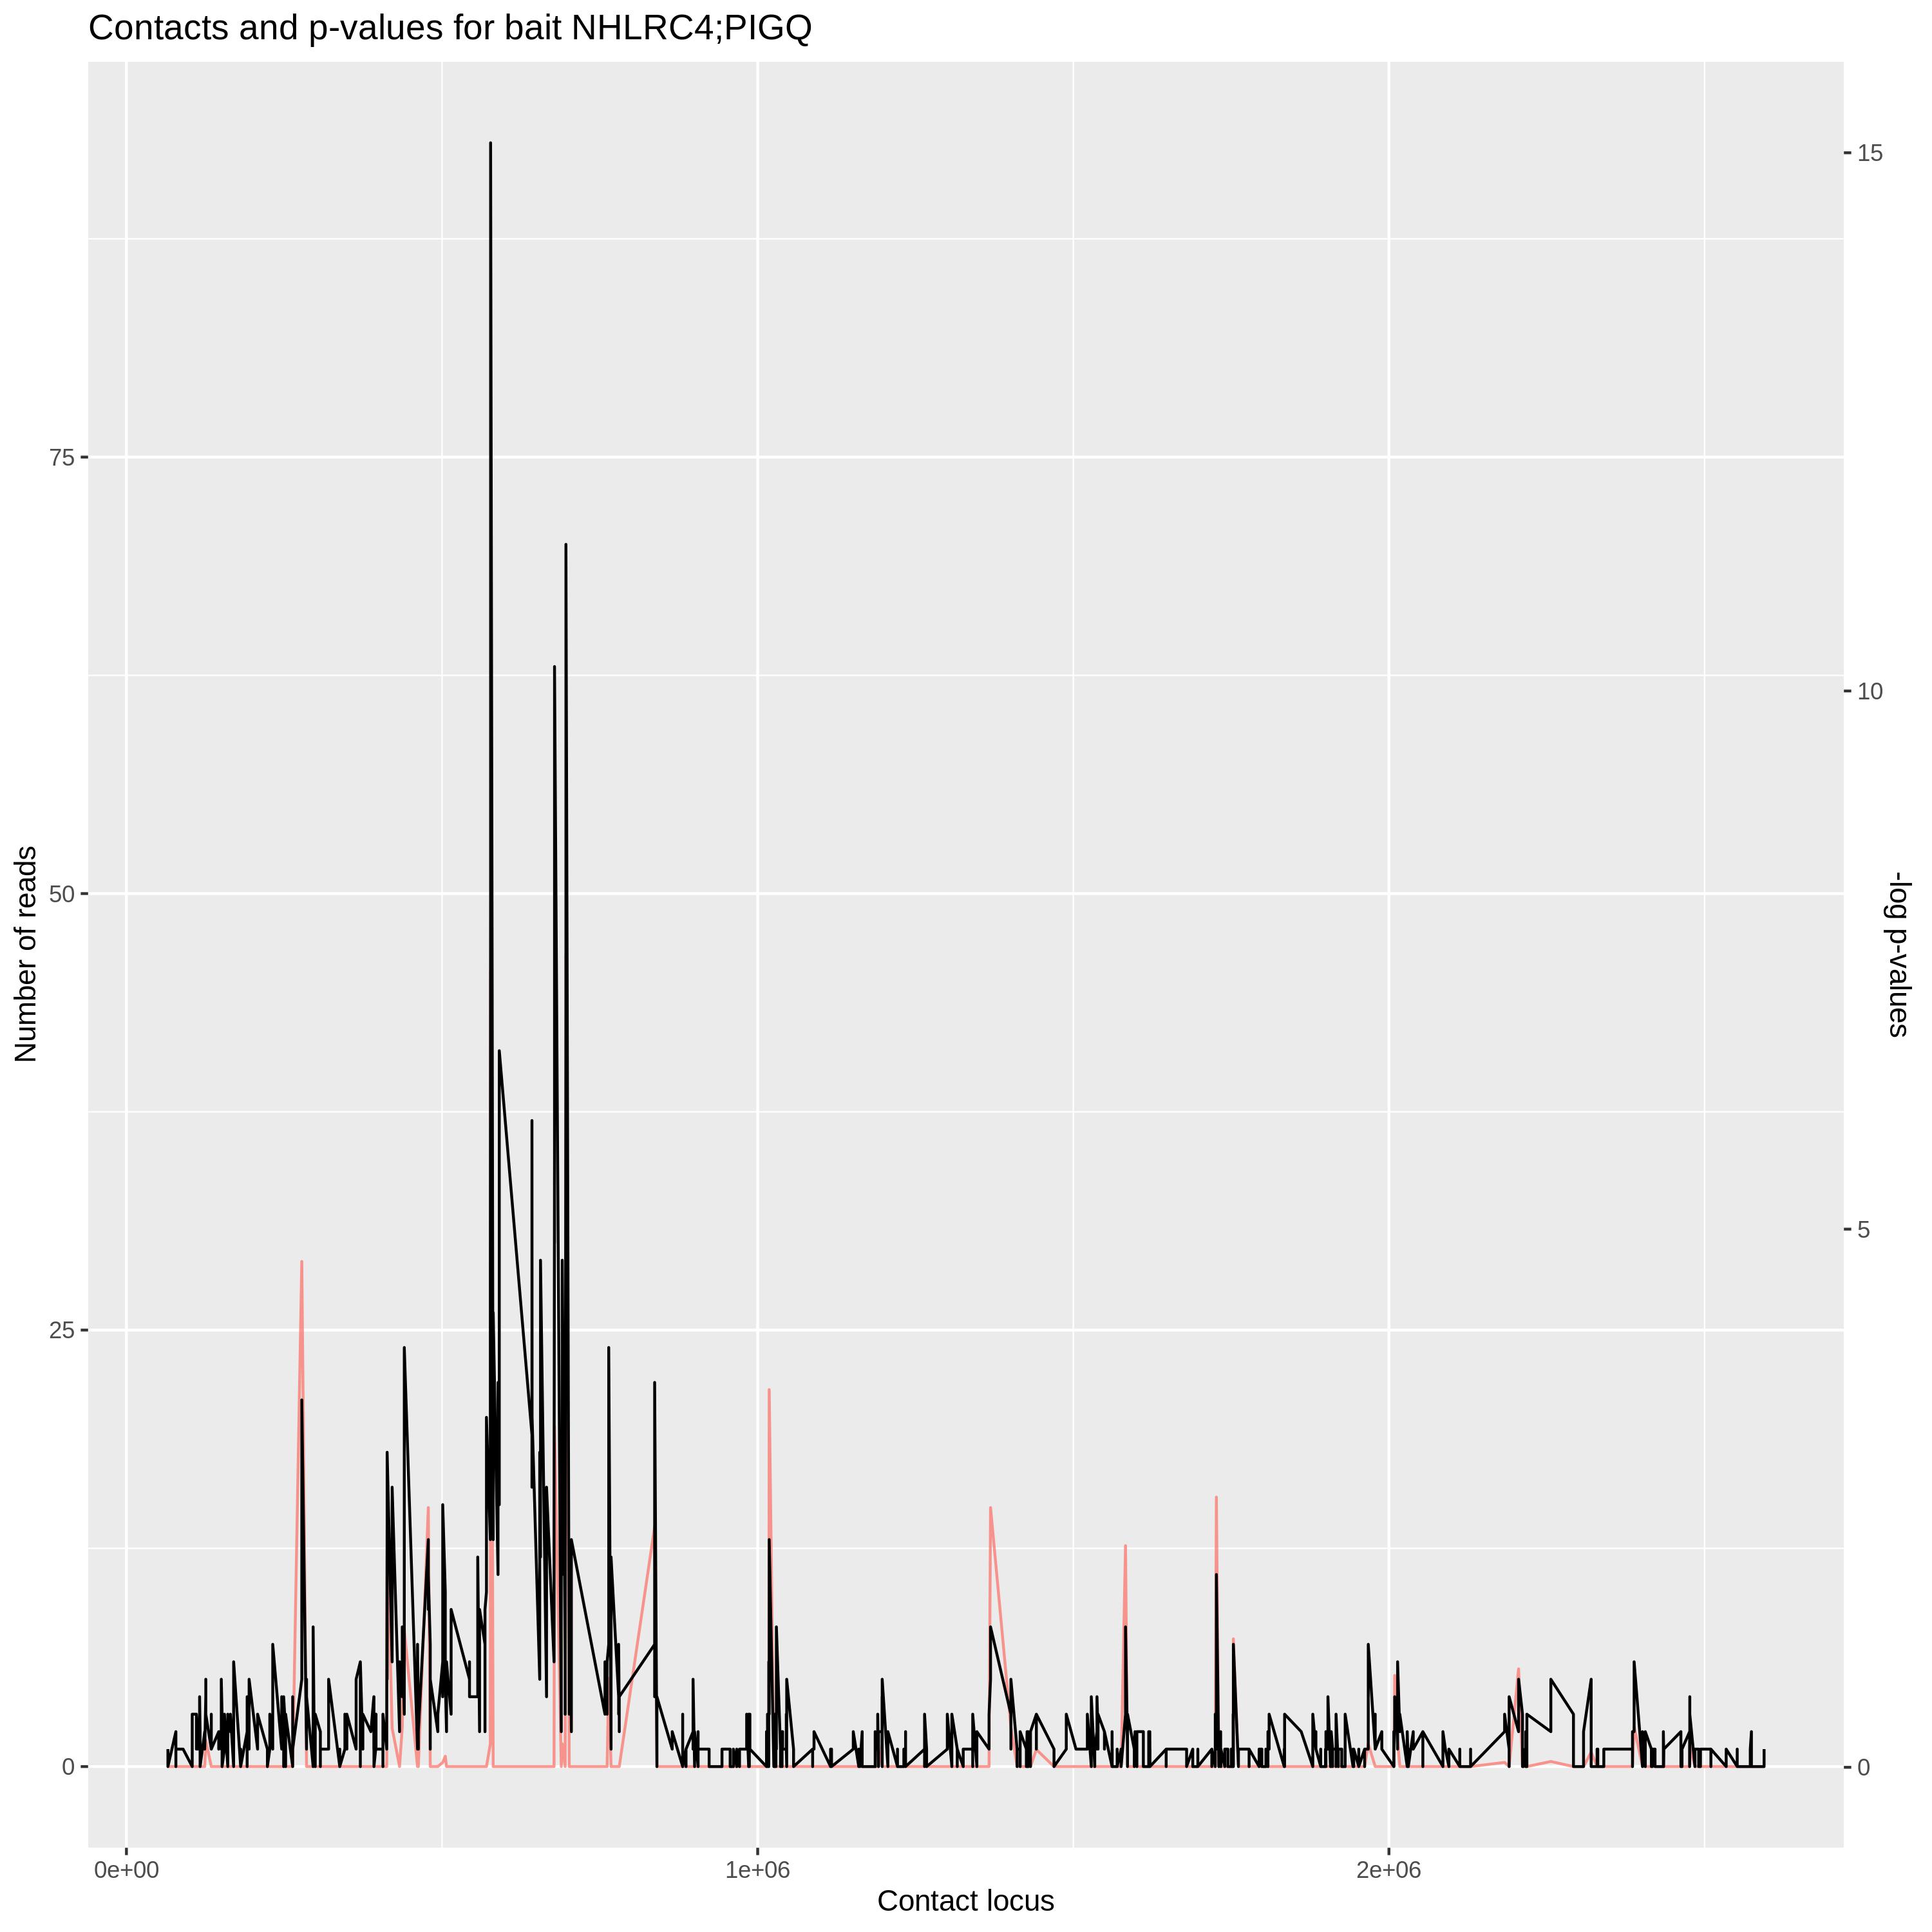 Contacts and p-values for bait NHLRC4;PIGQ
15
75
10
50
Number of reads
-log p-values
5
25
0
0
0e+00
1e+06
2e+06
Contact locus